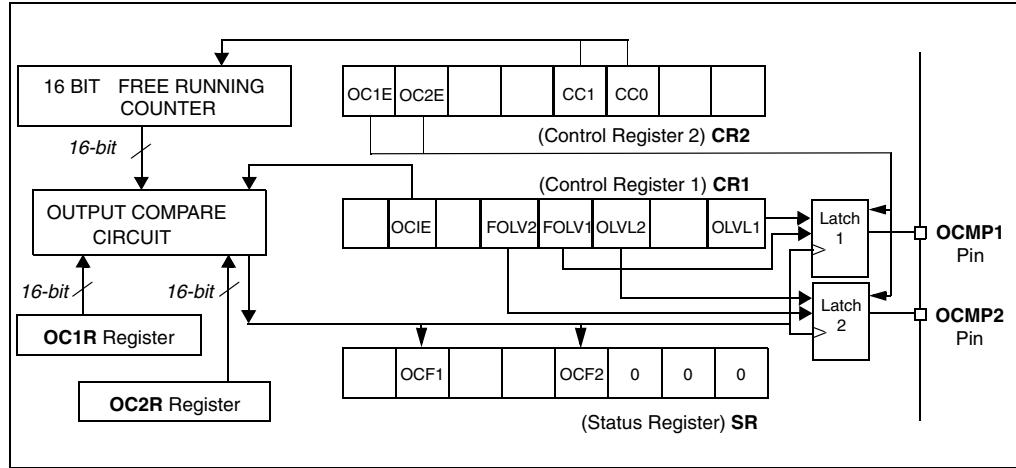 16 BIT FREE RUNNING
COUNTER
OC1E OC2E CC1 CC0
(Control Register 2) CR2
16-bit
(Control Register 1) CR1
OUTPUT COMPARE
CIRCUIT
OCIE FOLV2 FOLV1 OLVL2 OLVL1
Latch
1
OCMP1
Pin
16-bit
16-bit
Latch
2
OCMP2
Pin
OC1R Register
OCF1 OCF2 0 0 0
OC2R Register
(Status Register) SR